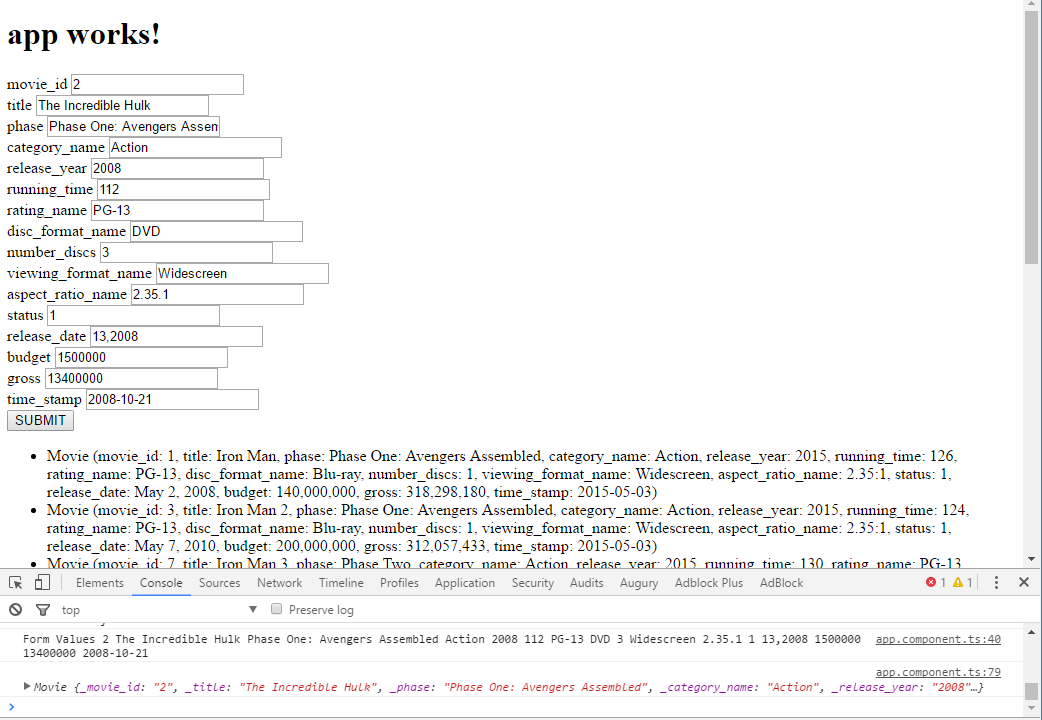 app works!
movie_id 2
title The Incredible Hulk
phase Phase One: Avengers Assen
category_name Action
release_year 2008
running_time 112
rating_name PG-13
disc_format_name DVD
number_discs 3
viewing_format_name Widescreen
aspect_ratio_name 2.35.1
status 1
release_date 13,2008
budget 1500000
gross 13400000
time_stamp 2008-10-21
SUBMIT
• Movie (movie_id: 1, title: Iron Man, phase: Phase One: Avengers Assembled, category_name: Action, release_year: 2015, running_time: 126,
rating_name: PG-13, disc_format_name: Blu-ray, number_discs: 1, viewing_format_name: Widescreen, aspect_ratio_name: 2.35:1, status: 1,
release_date: May 2, 2008, budget: 140,000,000, gross: 318,298,180, time_stamp: 2015-05-03)
• Movie (movie_id: 3, title: Iron Man 2, phase: Phase One: Avengers Assembled, category_name: Action, release_year: 2015, running_time: 124,
rating_name: PG-13, disc_format_name: Blu-ray, number_discs: 1, viewing_format_name: Widescreen, aspect_ratio_name: 2.35:1, status: 1,
release_date: May 7, 2010, budget: 200,000,000, gross: 312,057,433, time_stamp: 2015-05-03)
• Movie (movie_id: 7, title: Iron Man 3, phase: Phase Two, category_name: Action, release_year: 2015, running_time: 130, rating_name: PG-13
Elements Console Sources Network Timeline Profiles Application Security Audits Augury Adblock Plus AdBlock 1 1
top Preserve log
Form Values 2 The Incredible Hulk Phase One: Avengers Assembled Action 2008 112 PG-13 DVD 3 Widescreen 2.35.1 1 13,2008 1500000 app.component.ts:40
13400000 2008-10-21
app.component.ts:79
Movie {_movie_id: "2", _title: "The Incredible Hulk", _phase: "Phase One: Avengers Assembled", _category_name: "Action", _release_year: "2008"…}